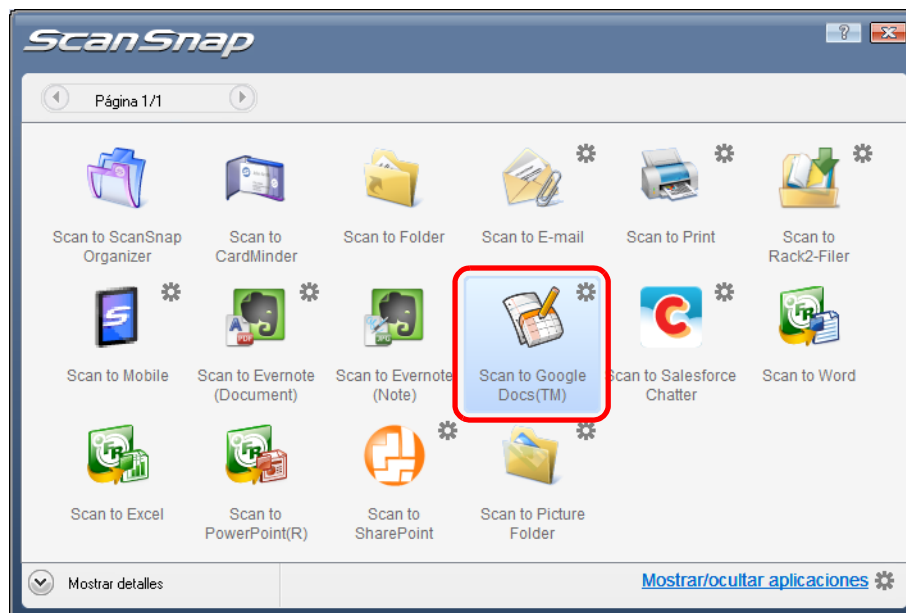 ScanSnap
Página 1/1
Scan to ScanSnap
Organizer
Scan to
CardMinder
Scan to Folder
Scan to E-mail
Scan to Print
Scan to
Rack2-Filer
Scan to Mobile
Scan to Evernote
(Document)
Scan to Evernote
(Note)
Scan to Google
Docs(TM)
Scan to Salesforce
Chatter
Scan to Word
Scan to Excel
Scan to
PowerPoint(R)
Scan to
SharePoint
Scan to Picture
Folder
Mostrar detalles
Mostrar/ocultar aplicaciones